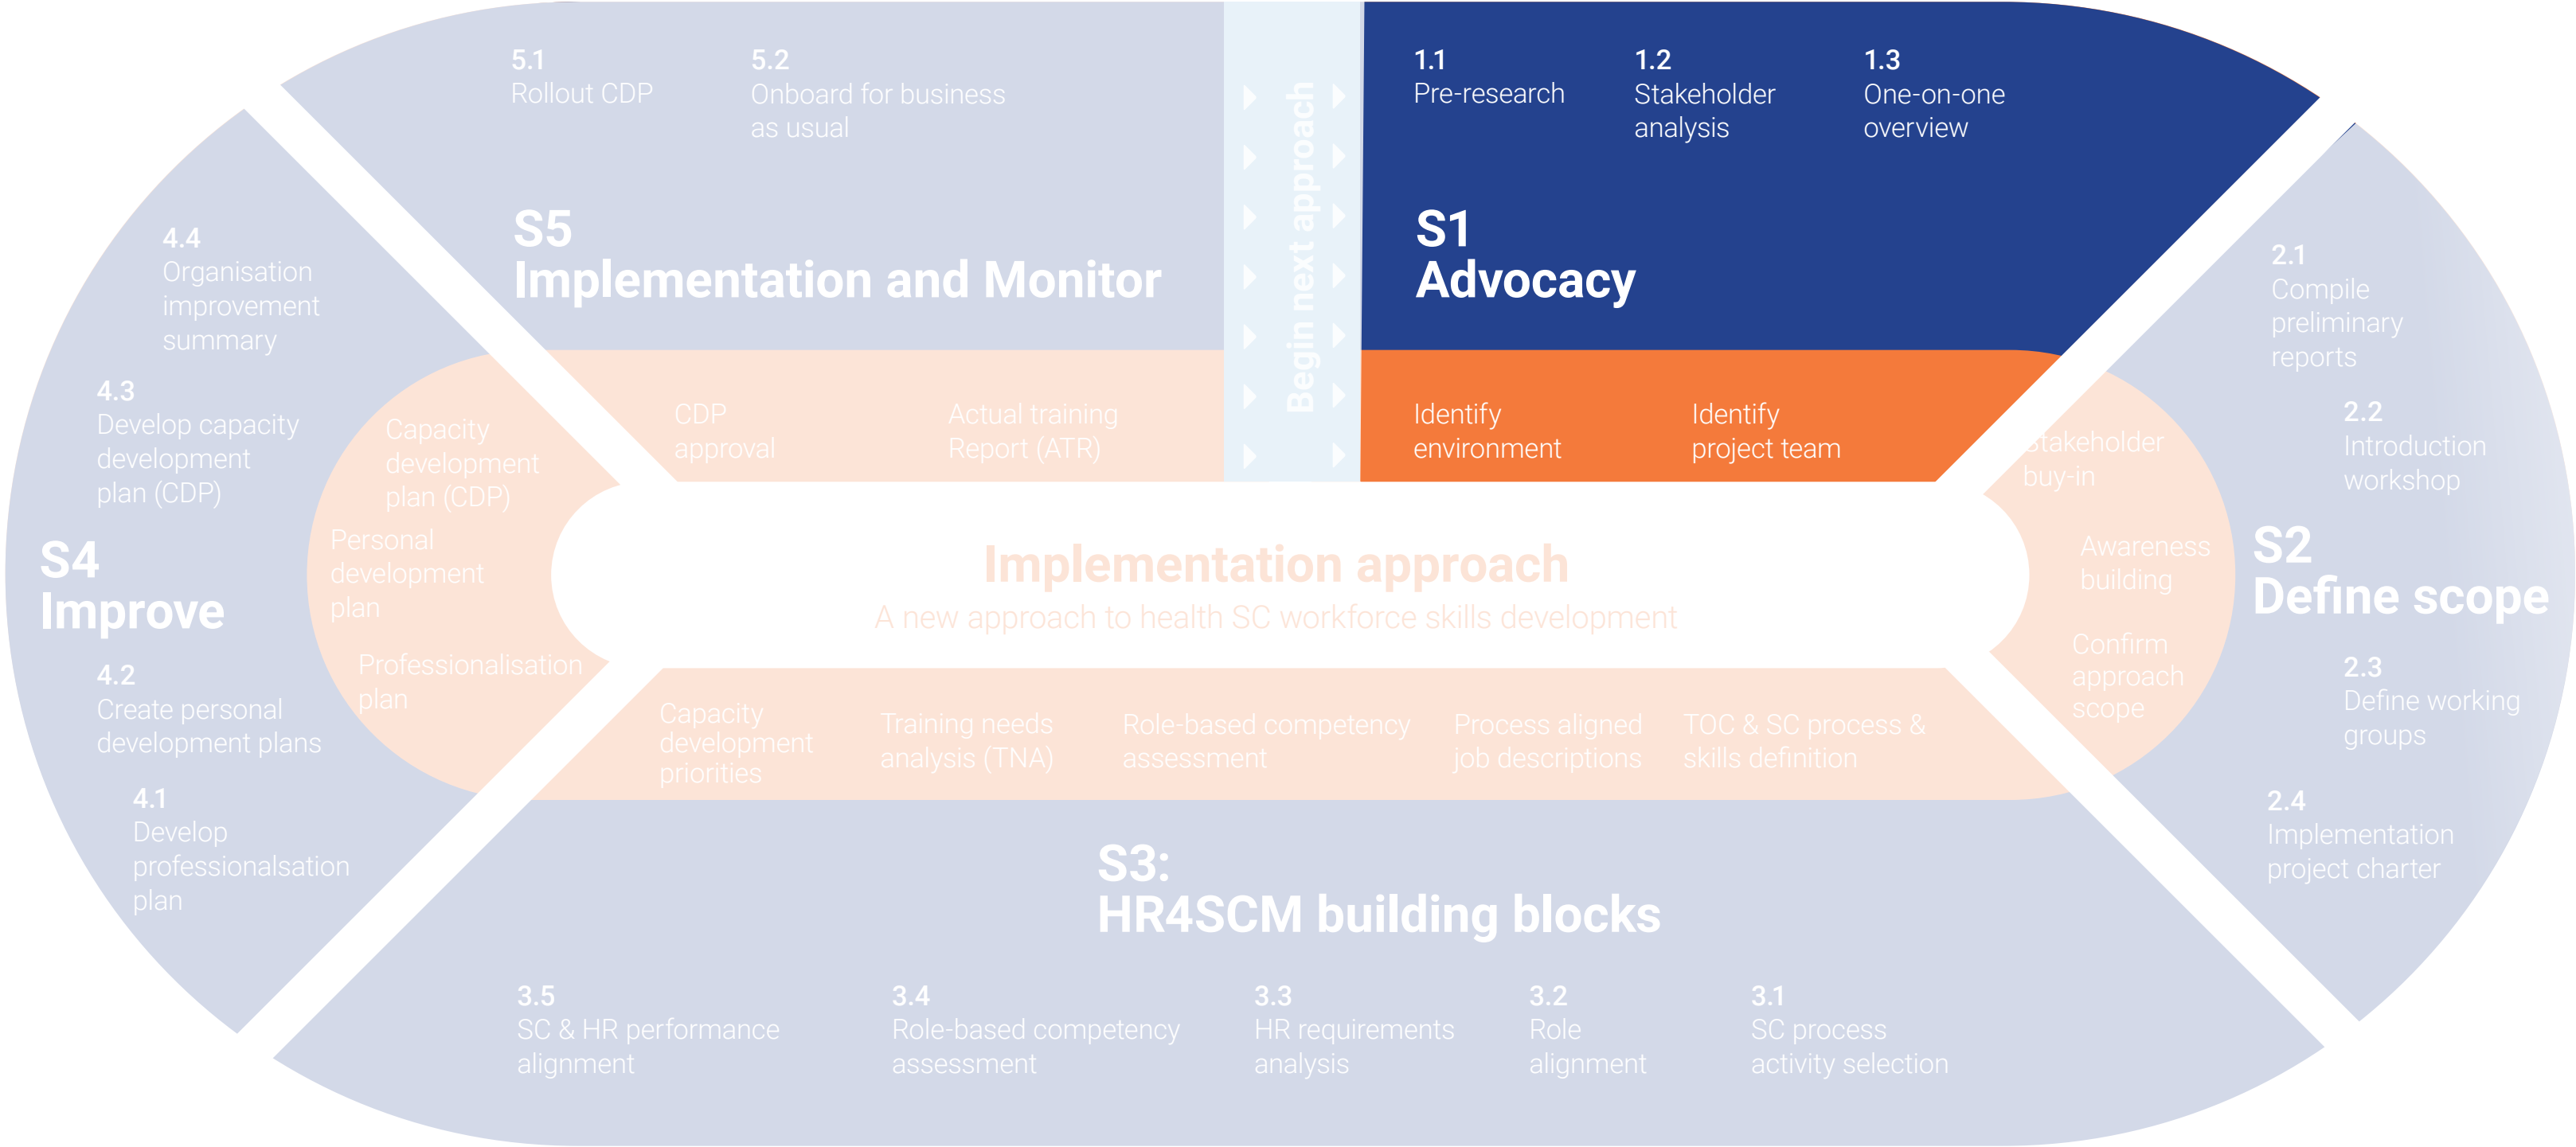 5.1
Rollout CDP
5.2
Onboard for business
as usual
S5
Implementation and Monitor
CDP
approval
Actual training
Report (ATR)
Begin next approach
1.1
Pre-research
1.2
Stakeholder
analysis
1.3
One-on-one
overview
S1
Advocacy
Identify
environment
Identify
project team
2.1
Compile
preliminary
reports
2.2
Introduction
workshop
S2
Define scope
2.3
Define working
groups
2.4
Implementation
project charter
Stakeholder
buy-in
Awareness
building
Confirm
approach
scope
4.4
Organisation
improvement
summary
4.3
Develop capacity
development
plan (CDP)
S4
Improve
4.2
Create personal
development plans
4.1
Develop
professionalsation
plan
Capacity
development
plan (CDP)
Personal
development
plan
Professionalisation
plan
Implementation approach
A new approach to health SC workforce skills development
Capacity
development
priorities
Training needs
analysis (TNA)
Role-based competency
assessment
Process aligned
job descriptions
TOC & SC process &
skills definition
S3:
HR4SCM building blocks
3.5
SC & HR performance
alignment
3.4
Role-based competency
assessment
3.3
HR requirements
analysis
3.2
Role
alignment
3.1
SC process
activity selection